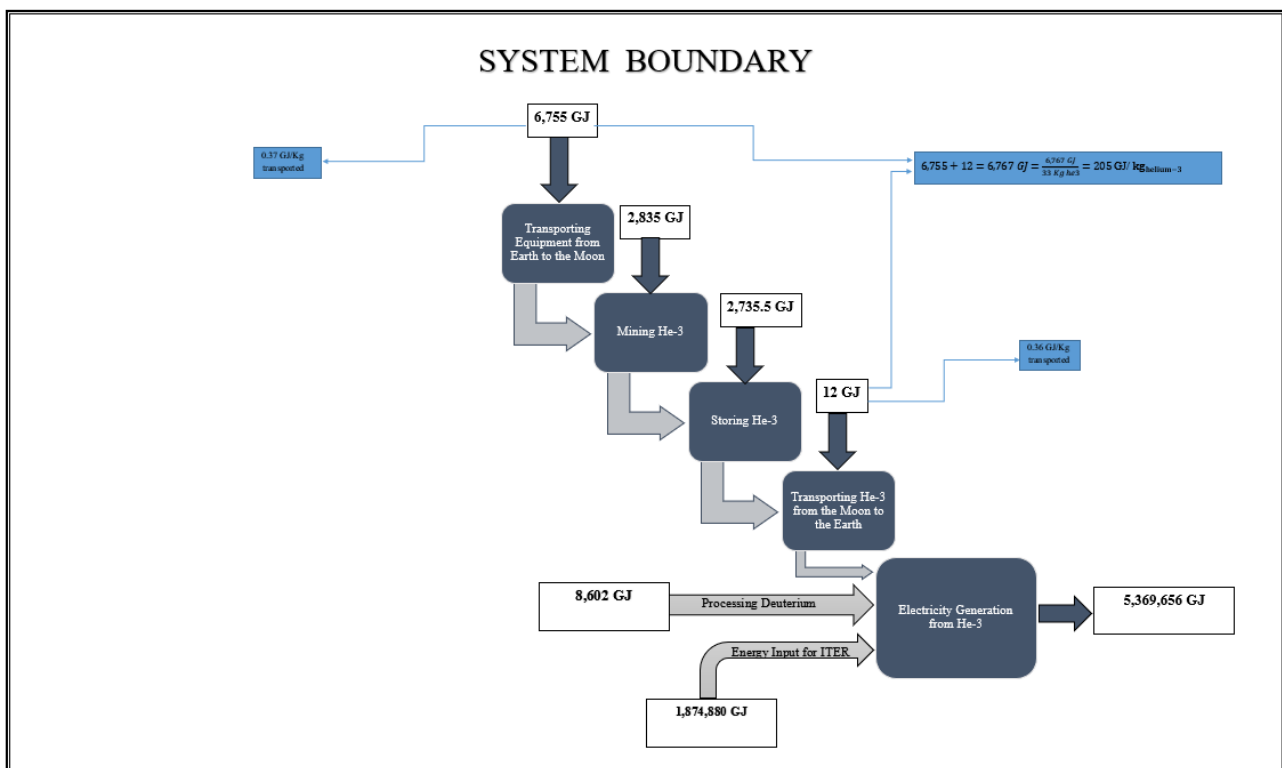 SYSTEM BOUNDARY
6,755 GJ
0.37 GJ/Kg
transported
6,755 + 12 = 6,767 GJ = 6,767 GJ / 33 Kg he3 = 205 GJ/ kg helium−3
Transporting
Equipment from
Earth to the Moon
2,835 GJ
Mining He-3
2,735.5 GJ
Storing He-3
0.36 GJ/Kg
transported
12 GJ
Transporting He-3
from the Moon to
the Earth
8,602 GJ
Processing Deuterium
Electricity Generation
from He-3
5,369,656 GJ
Energy Input for ITER
1,874,880 GJ